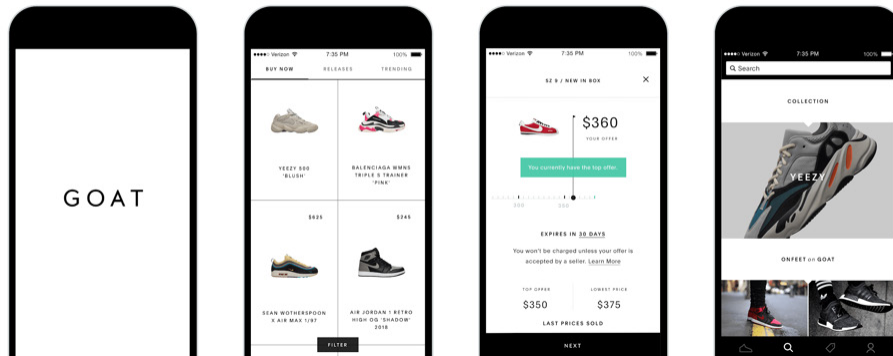 GOAT
Verizon 7:35 PM 100%
BUY NOW RELEASES TRENDING
YEEZY 500
'BLUSH'
BALENCIAGA WMNS
TRIPLE S TRAINER
'PINK'
$625 $345
SEAN WOTHERSPOON
X AIR MAX 1/97
AIR JORDAN 1 RETRO
HIGH OG 'SHADOW'
2018
FILTER
Verizon 7:35 PM 100%
SZ 9 / NEW IN BOX
$360
YOUR OFFER
You currently have the top offer.
EXPIRES IN 30 DAYS
You won't be charged unless your offer is
accepted by a seller. Learn More
TOP OFFER LOWEST PRICE
$350 $375
LAST PRICES SOLD
NEXT
Verizon 7:35 PM 100%
Search
COLLECTION
YEEZY
ONFEET on GOAT